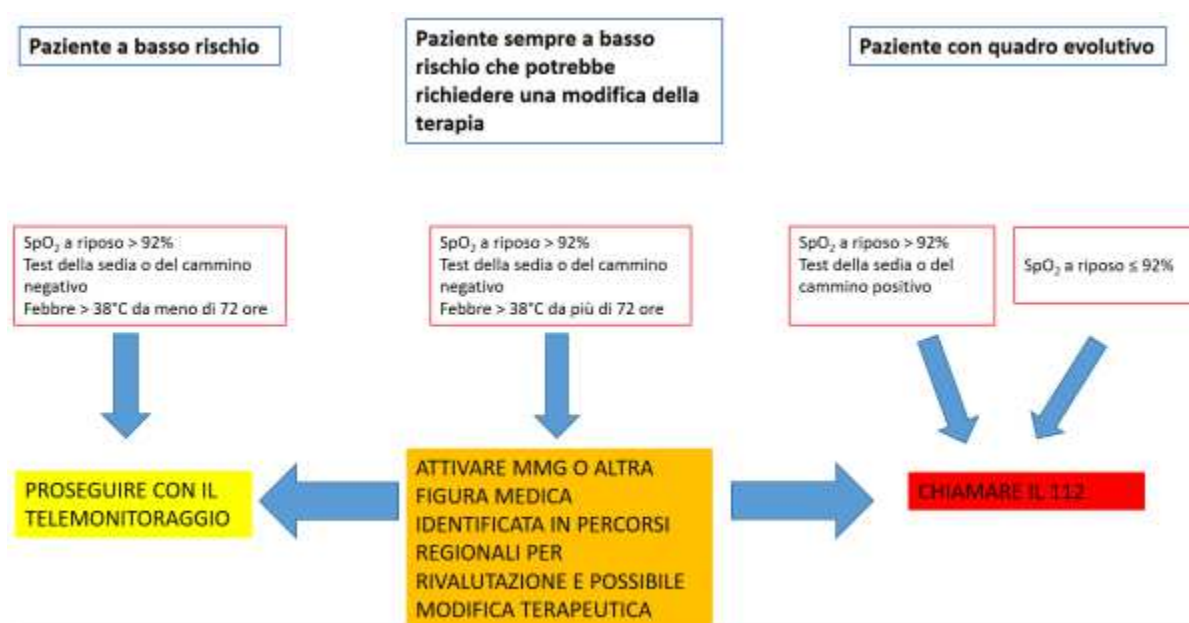 Paziente a basso rischio
Paziente sempre a basso
rischio che potrebbe
richiedere una modifica della
terapia
Paziente con quadro evolutivo
SpO₂ a riposo > 92%
Test della sedia o del cammino
negativo
Febbre > 38°C da meno di 72 ore
SpO₂ a riposo > 92%
Test della sedia o del cammino
negativo
Febbre > 38°C da più di 72 ore
SpO₂ a riposo > 92%
Test della sedia o del
cammino positivo
SpO₂ a riposo ≤ 92%
PROSEGUIRE CON IL
TELEMONITORAGGIO
ATTIVARE MMG O ALTRA
FIGURA MEDICA
IDENTIFICATA IN PERCORSI
REGIONALI PER
RIVALUTAZIONE E POSSIBILE
MODIFICA TERAPEUTICA
CHIAMARE IL 112